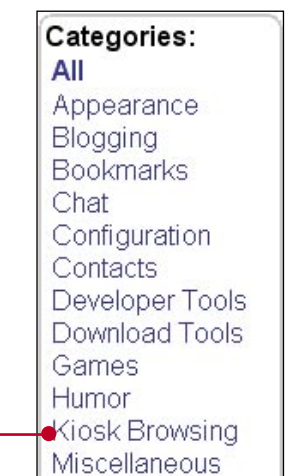 Categories:
All
Appearance
Blogging
Bookmarks
Chat
Configuration
Contacts
Developer Tools
Download Tools
Games
Humor
Kiosk Browsing
Miscellaneous